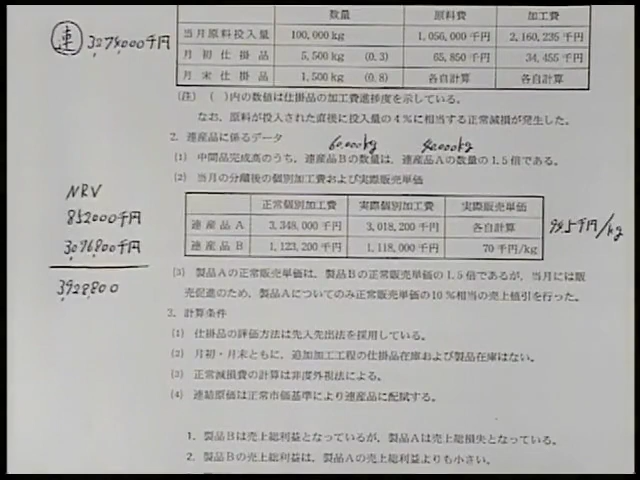 数量 原料費 加工費
当月原料投入量 100,000 kg 1,056,000 千円 2,160,235 千円
月初仕掛品 5,500 kg (0.3) 65,850 千円 34,455 千円
月末仕掛品 1,500 kg (0.8) 各自計算 各自計算
㊣ 3,274,000千円
(注) ( )内の数値は仕掛品の加工費進捗度を示している。
なお、原料が投入された直後に投入量の4%に相当する正常減損が発生した。
2. 連産品に係るデータ
60,000kg 40,000kg
(1) 中間品完成高のうち、連産品Bの数量は、連産品Aの数量の1.5倍である。
(2) 当月の分離後の個別加工費および実際販売単価
正常個別加工費 実際個別加工費 実際販売単価
連産品A 3,348,000 千円 3,018,200 千円 各自計算
連産品B 1,123,200 千円 1,118,000 千円 70 千円/kg
94.5千円/kg
NRV
852,000千円
3,076,800千円
3,928,800
(3) 製品Aの正常販売単価は、製品Bの正常販売単価の1.5倍であるが、当月には販
売促進のため、製品Aについてのみ正常販売単価の10%相当の売上値引を行った。
3. 計算条件
(1) 仕掛品の評価方法は先入先出法を採用している。
(2) 月初・月末ともに、追加加工工程の仕掛品在庫および製品在庫はない。
(3) 正常減損費の計算は非度外視法による。
(4) 連結原価は正常市価基準により連産品に配賦する。
1. 製品Bは売上総利益となっているが、製品Aは売上総損失となっている。
2. 製品Bの売上総利益は、製品Aの売上総利益よりも小さい。